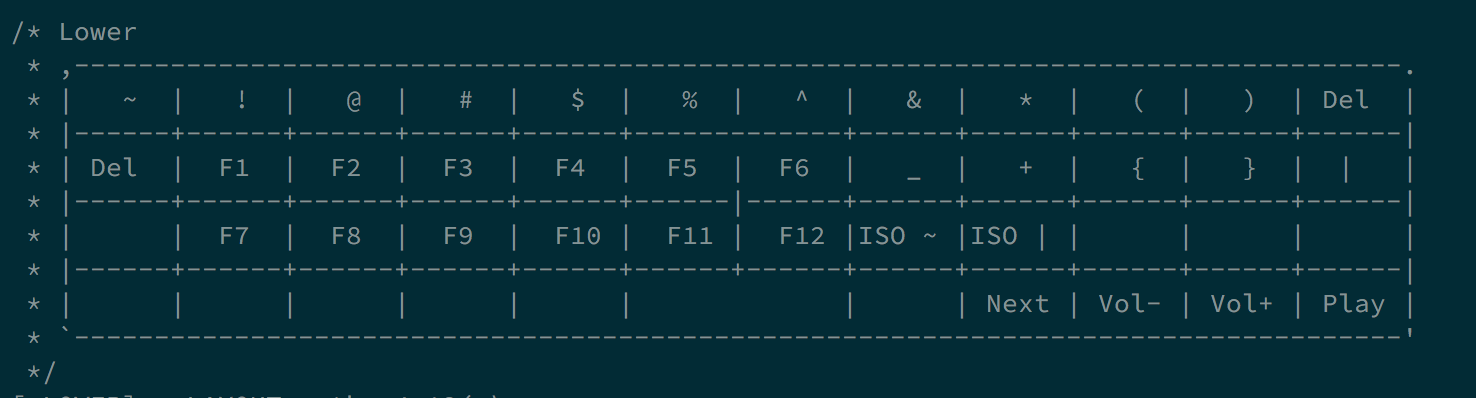 /* Lower
 * ,-----------------------------------------------------------------------------------.
 * |   ~  |   !  |   @  |   #  |   $  |   %  |   ^  |   &  |   *  |   (  |   )  | Del  |
 * |------+------+------+------+------+-------------+------+------+------+------+------|
 * | Del  |  F1  |  F2  |  F3  |  F4  |  F5  |  F6  |   _  |   +  |   {  |   }  |  |   |
 * |------+------+------+------+------+------|------+------+------+------+------+------|
 * |      |  F7  |  F8  |  F9  |  F10 |  F11 |  F12 |ISO ~ |ISO | |      |      |      |
 * |------+------+------+------+------+------+------+------+------+------+------+------|
 * |      |      |      |      |      |             |      | Next | Vol- | Vol+ | Play |
 * `-----------------------------------------------------------------------------------'
 */